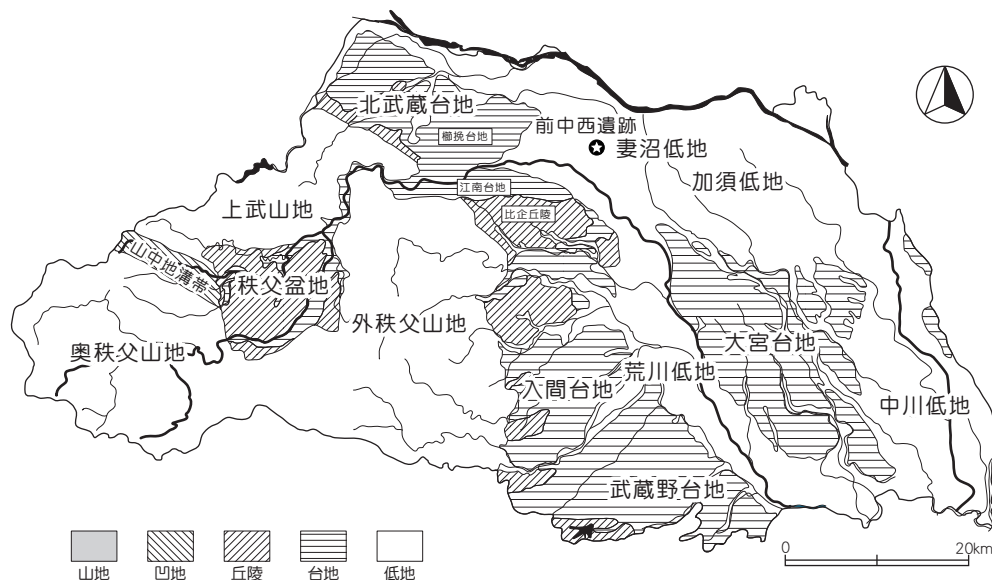 北武蔵台地
櫛挽台地
前中西遺跡
妻沼低地
加須低地
江南台地
比企丘陵
上武山地
山中地溝帯
秩父盆地
外秩父山地
奥秩父山地
大宮台地
荒川低地
入間台地
中川低地
武蔵野台地
山地
凹地
丘陵
台地
低地
0
20km